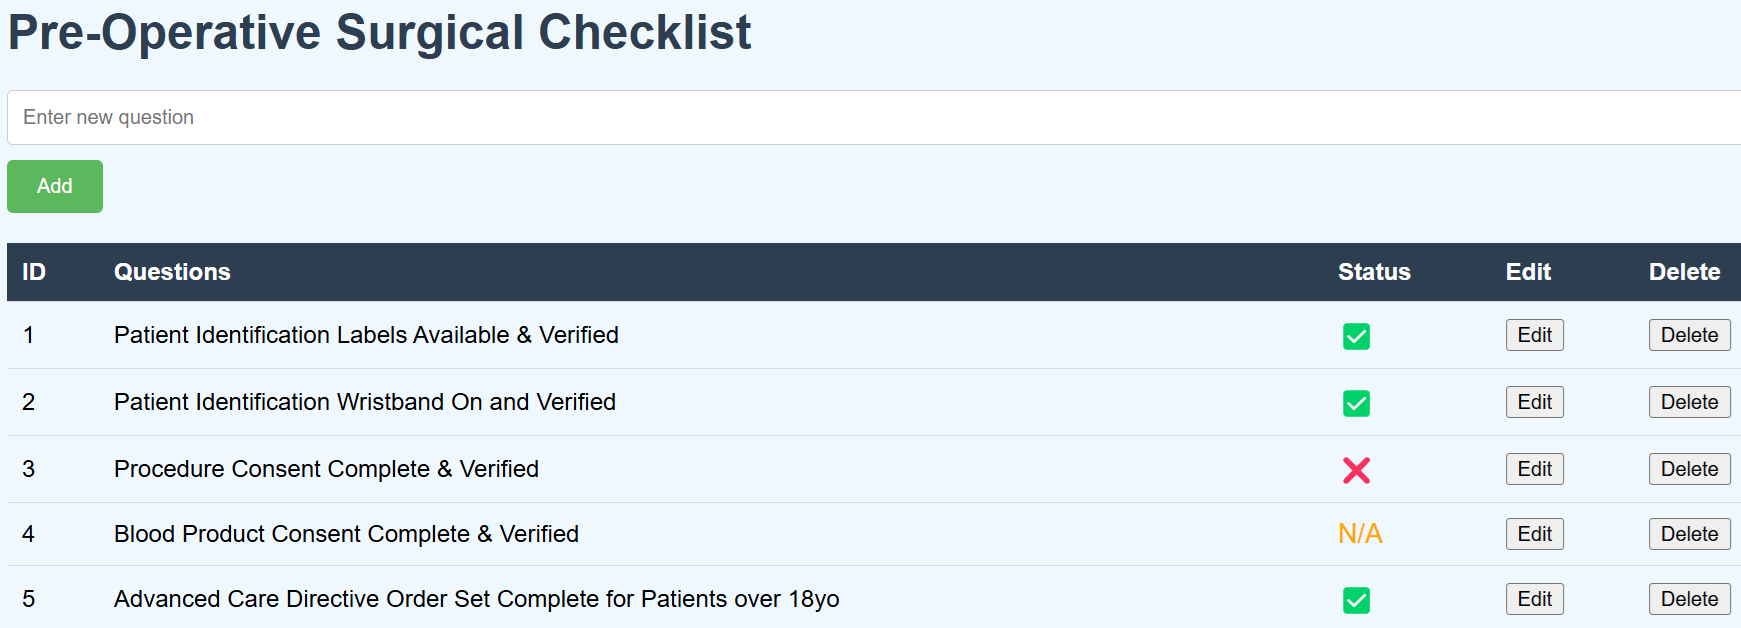 Pre-Operative Surgical Checklist
Enter new question
Add
ID Questions Status Edit Delete
1 Patient Identification Labels Available & Verified Edit Delete
2 Patient Identification Wristband On and Verified Edit Delete
3 Procedure Consent Complete & Verified Edit Delete
4 Blood Product Consent Complete & Verified N/A Edit Delete
5 Advanced Care Directive Order Set Complete for Patients over 18yo Edit Delete